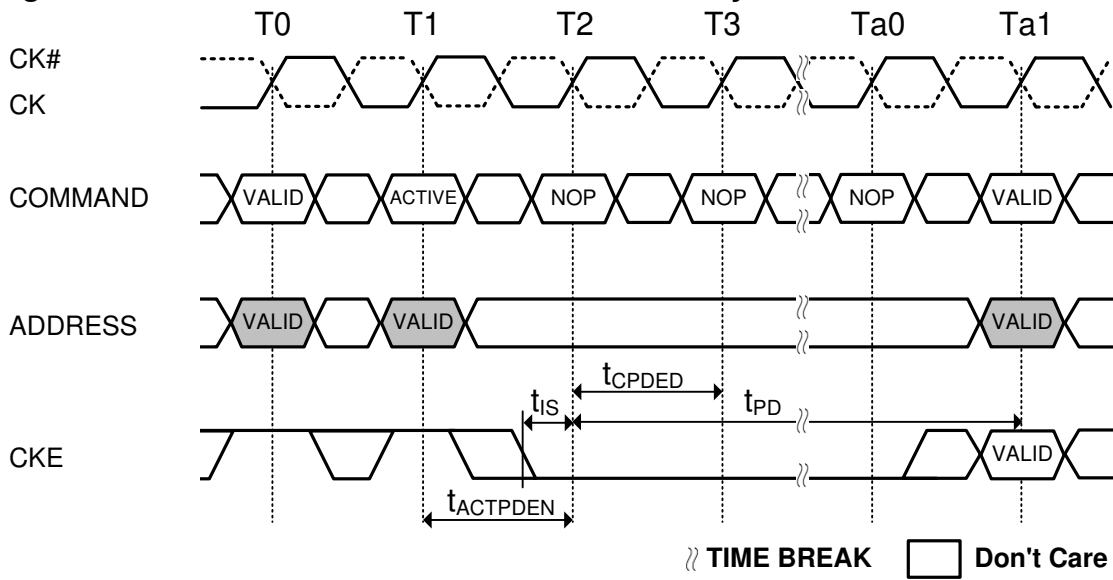 T0 T1 T2 T3 Ta0 Ta1
CK#
CK
COMMAND VALID ACTIVE NOP NOP NOP VALID
ADDRESS VALID VALID VALID
tCPDED
tIS tPD
CKE VALID
tACTPDEN
TIME BREAK Don't Care